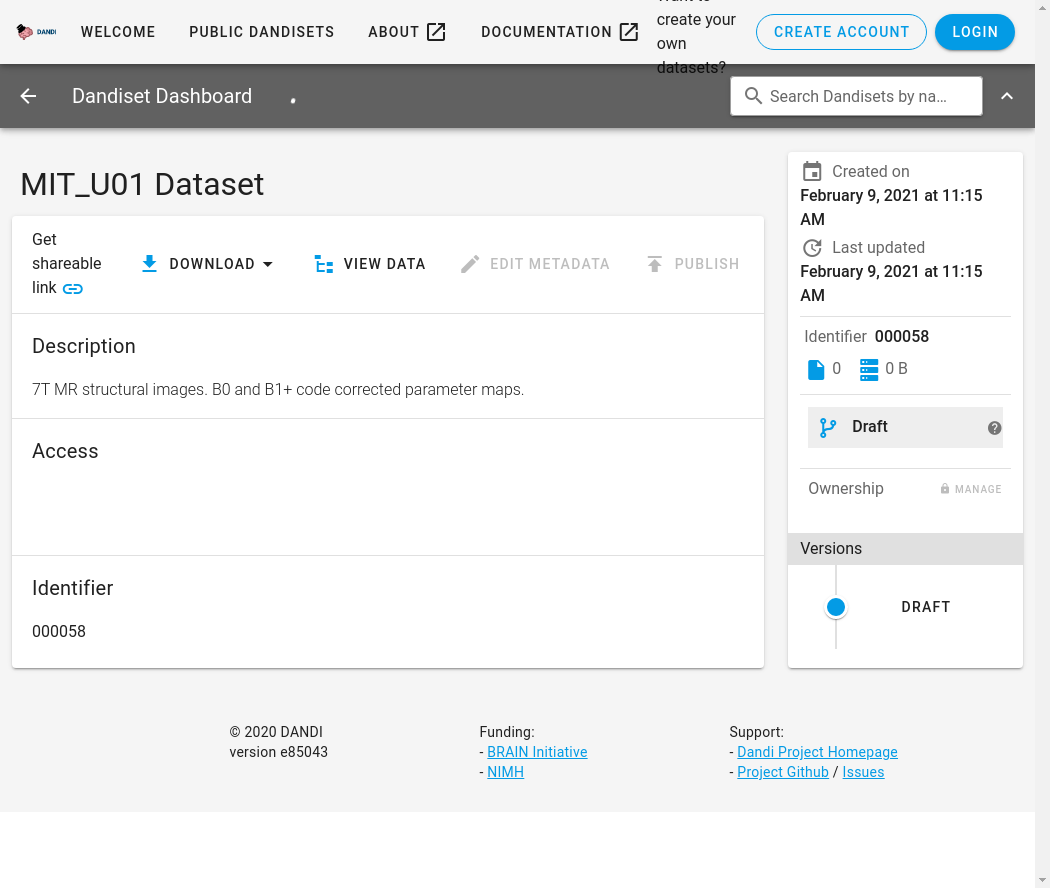 DANDI
WELCOME
PUBLIC DANDISETS
ABOUT
DOCUMENTATION
Want to
create your
own
datasets?
CREATE ACCOUNT
LOGIN
Dandiset Dashboard
Search Dandisets by na…
MIT_U01 Dataset
Get
shareable
link
DOWNLOAD
VIEW DATA
EDIT METADATA
PUBLISH
Description
7T MR structural images. B0 and B1+ code corrected parameter maps.
Access
Identifier
000058
Created on
February 9, 2021 at 11:15
AM
Last updated
February 9, 2021 at 11:15
AM
Identifier 000058
0
0 B
Draft
Ownership
MANAGE
Versions
DRAFT
© 2020 DANDI
version e85043
Funding:
- BRAIN Initiative
- NIMH
Support:
- Dandi Project Homepage
- Project Github / Issues